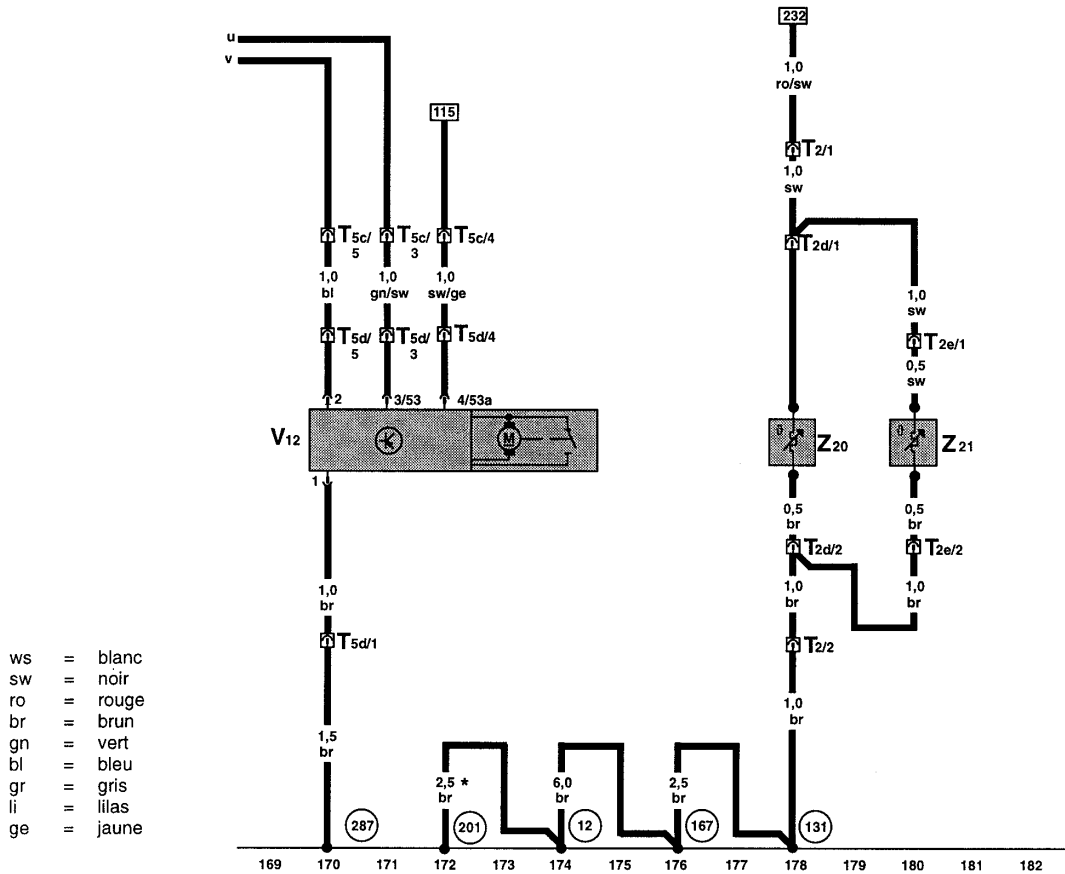 232
u
v
1,0
ro/sw
115
T2/1
1,0
sw
T5c/5
T5c/3
T5c/4
T2d/1
1,0
bl
1,0
gn/sw
1,0
sw/ge
1,0
sw
T5d/5
T5d/3
T5d/4
T2e/1
0,5
sw
2
3/53
4/53a
V12
M
ϑ
Z20
ϑ
Z21
1
0,5
br
0,5
br
T2d/2
T2e/2
1,0
br
1,0
br
1,0
br
T5d/1
T2/2
ws = blanc
sw = noir
ro = rouge
br = brun
gn = vert
bl = bleu
gr = gris
li = lilas
ge = jaune
1,0
br
1,5
br
2,5 *
br
6,0
br
2,5
br
287
201
12
167
131
169 170 171 172 173 174 175 176 177 178 179 180 181 182